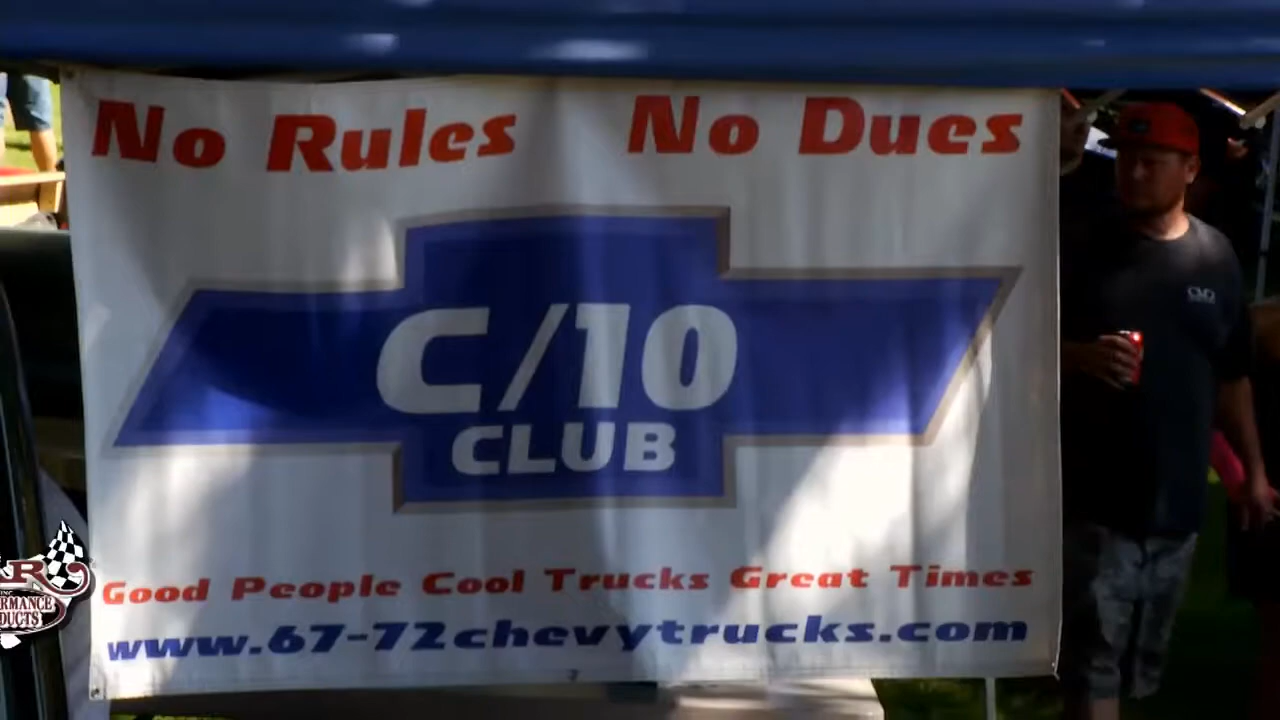 No Rules No Dues
C/10
CLUB
Good People Cool Trucks Great Times
www.67-72chevytrucks.com